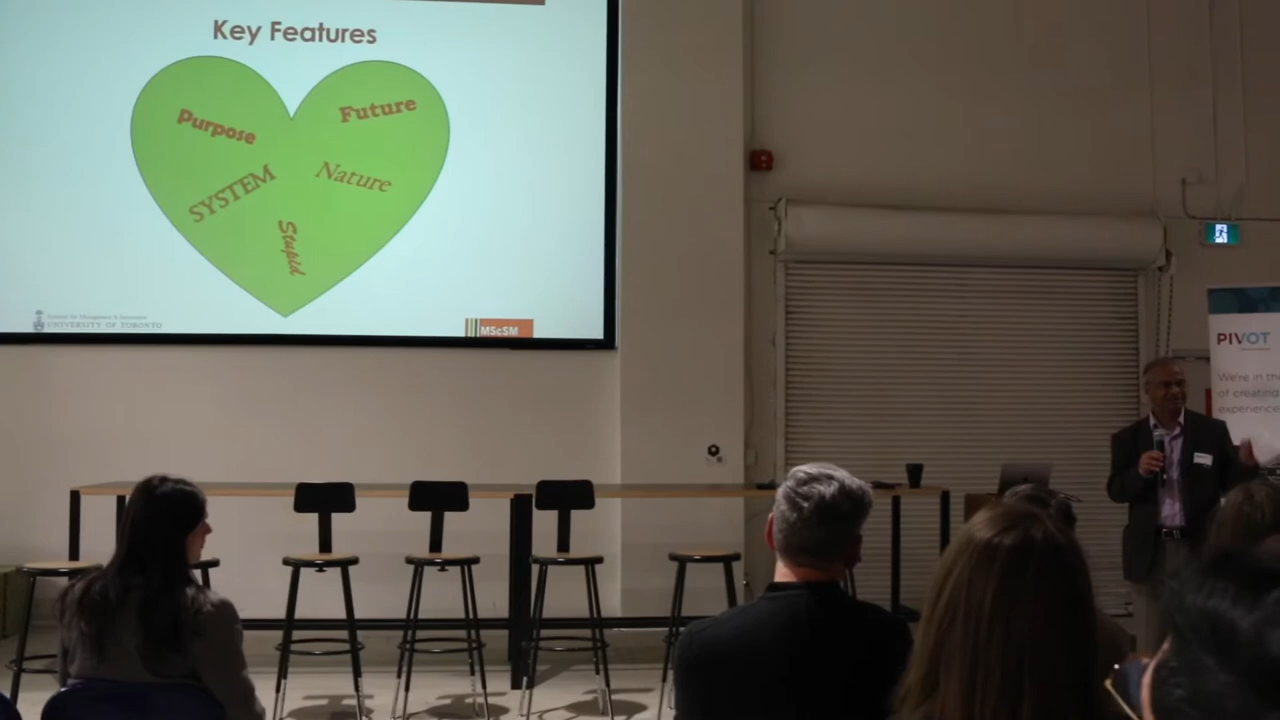 Key Features
Purpose
Future
SYSTEM
Nature
Stupid
UNIVERSITY OF TORONTO
MScSM
PIVOT
We're in the
of creating
experience